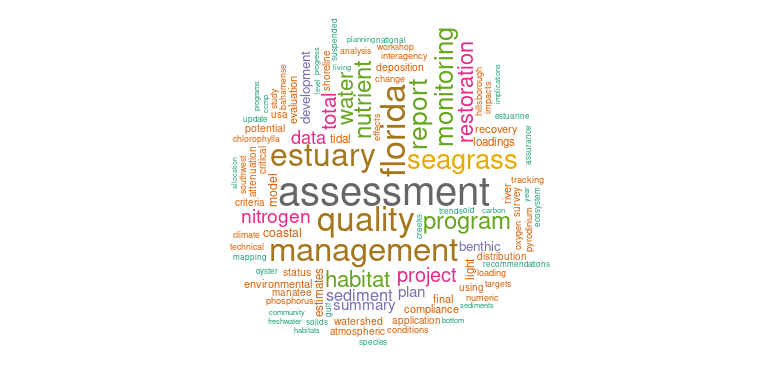 planning
national
workshop
suspended
analysis
interagency
living
deposition
progress
level
shoreline
change
development
water
nutrient
florida
report
monitoring
restoration
hillsborough
impacts
implications
programs
ccmp
study
bahamense
evaluation
usa
update
total
effects
estuarine
potential
recovery
chlorophylla
data
tidal
loadings
assurance
estuary
seagrass
critical
attenuation
southwest
allocation
model
assessment
tracking
river
survey
year
ecosystem
criteria
nitrogen
quality
creeks
trends
old
carbon
program
oxygen
pyrodinium
climate
coastal
technical
management
benthic
mapping
distribution
recommendations
oyster
status
habitat
project
light
loading
environmental
estimates
manatee
sediment
plan
using
targets
phosphorus
summary
gulf
final
numeric
sediments
community
compliance
freshwater
solids
watershed
application
bottom
habitats
atmospheric
conditions
species